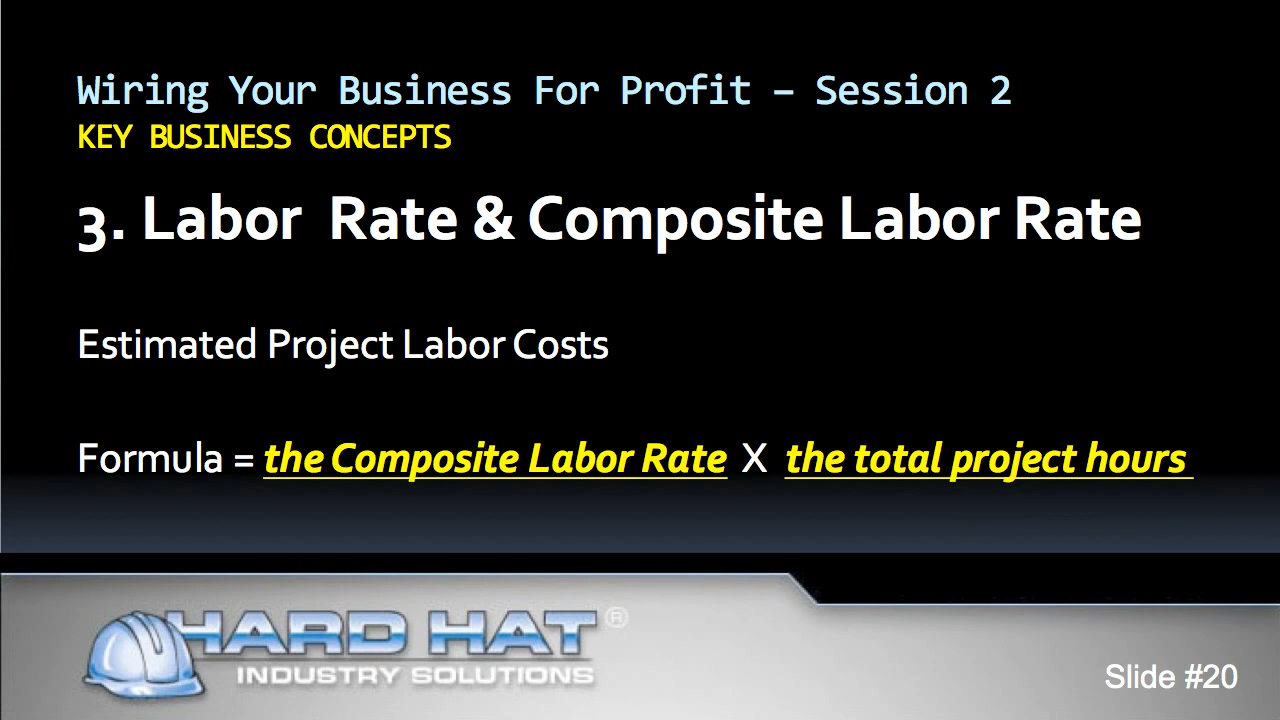 Wiring Your Business For Profit – Session 2
KEY BUSINESS CONCEPTS
3. Labor Rate & Composite Labor Rate
Estimated Project Labor Costs
Formula = the Composite Labor Rate X the total project hours
HARD HAT®
INDUSTRY SOLUTIONS
Slide #20